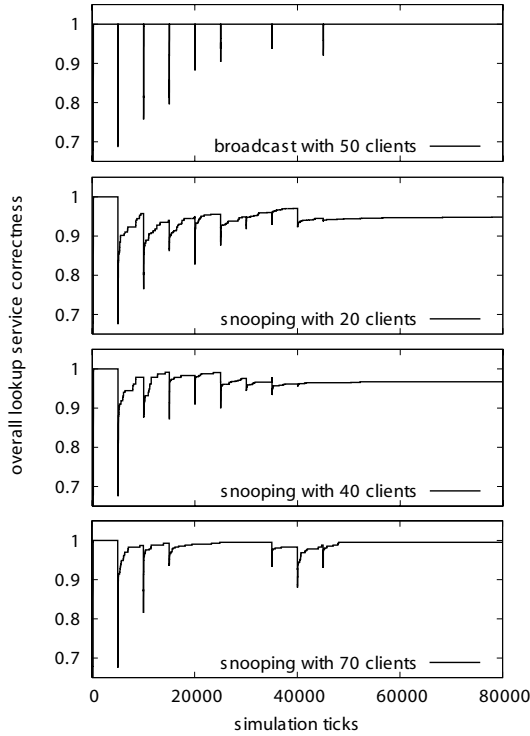 1
0.9
0.8
0.7
broadcast with 50 clients
1
0.9
0.8
0.7
snooping with 20 clients
1
0.9
0.8
0.7
snooping with 40 clients
1
0.9
0.8
0.7
snooping with 70 clients
0 20000 40000 60000 80000
simulation ticks
overall lookup service correctness